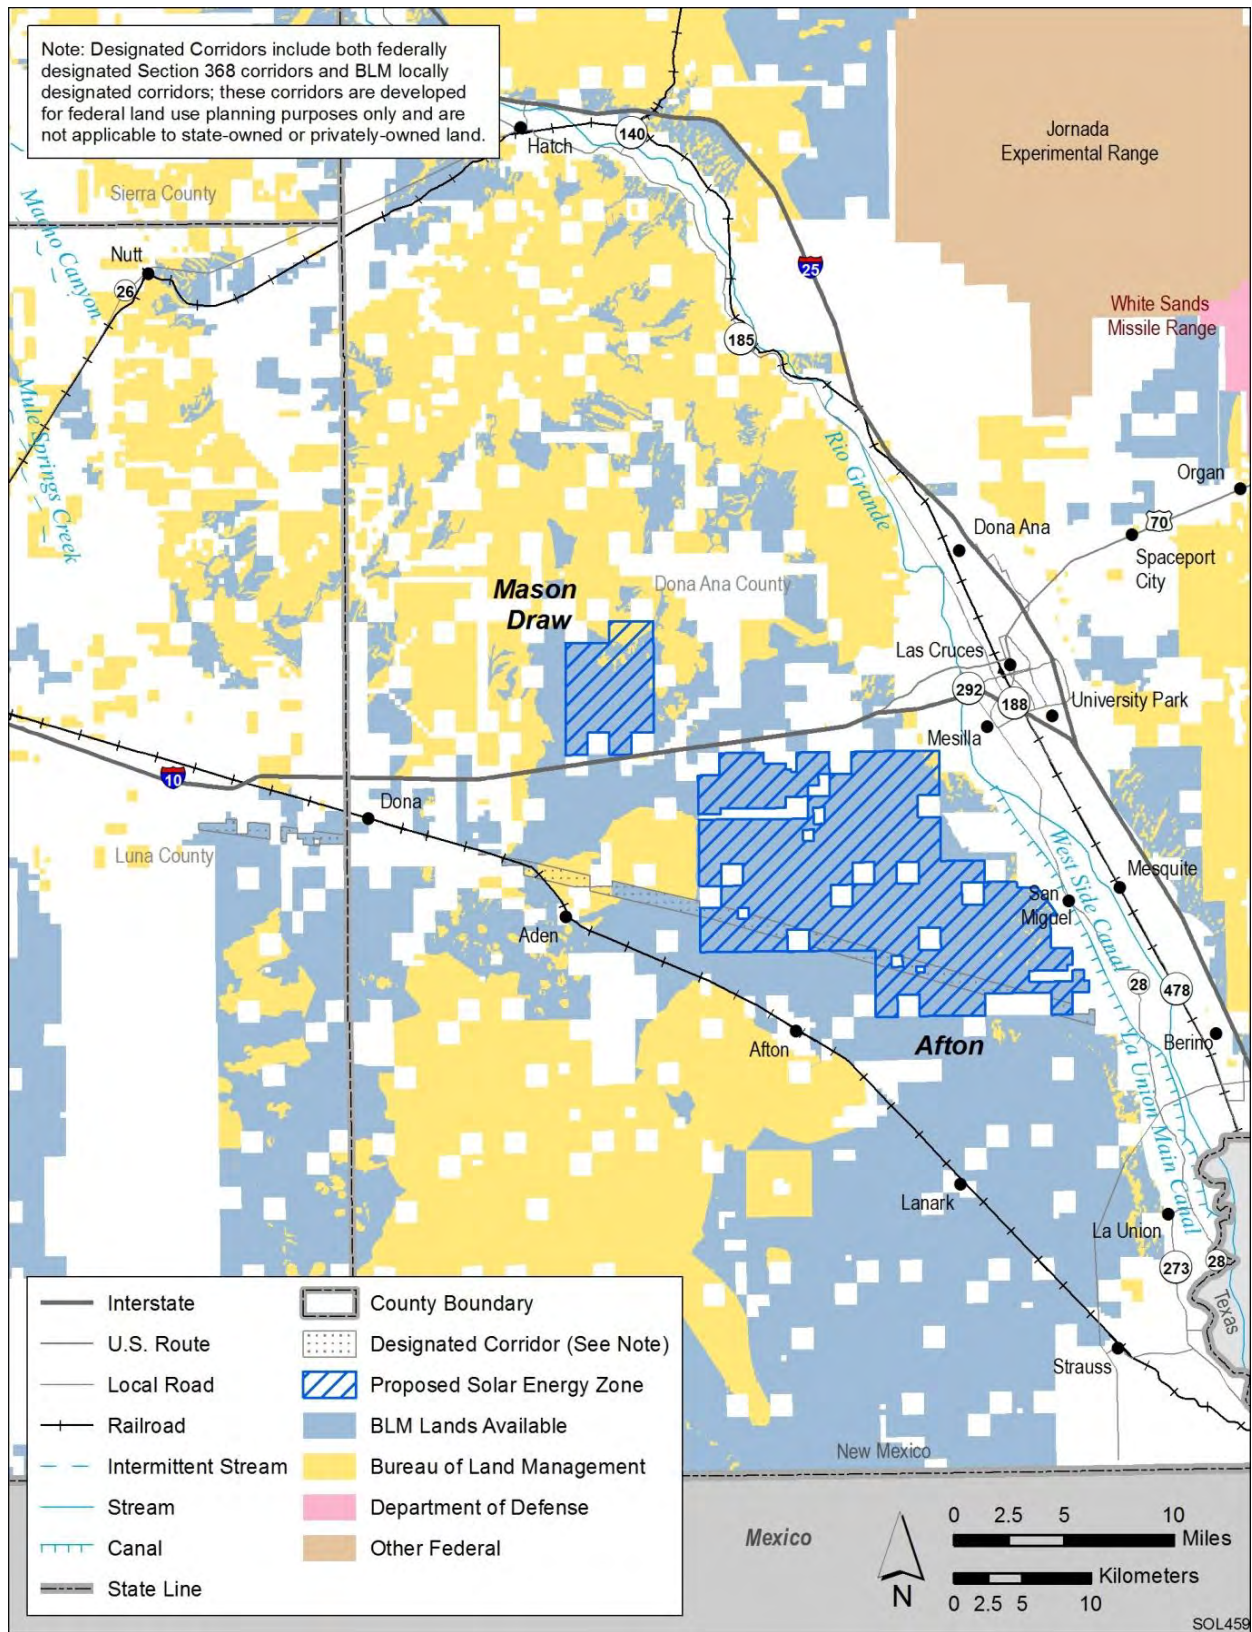 Note: Designated Corridors include both federally
designated Section 368 corridors and BLM locally
designated corridors; these corridors are developed
for federal land use planning purposes only and are
not applicable to state-owned or privately-owned land.
Hatch
140
Jornada
Experimental Range
Sierra County
Macho Canyon
Nutt
26
25
White Sands
Missile Range
185
Mule Springs Creek
Rio Grande
Organ
70
Dona Ana
Spaceport
City
Mason
Draw
Dona Ana County
Las Cruces
292
188
University Park
Mesilla
10
Dona
Luna County
West Side Canal
Mesquite
San
Miguel
Aden
28
478
Afton
Afton
Berino
La Union Main Canal
Lanark
La Union
273
28
Texas
Strauss
New Mexico
Mexico
Interstate
U.S. Route
Local Road
Railroad
Intermittent Stream
Stream
Canal
State Line
County Boundary
Designated Corridor (See Note)
Proposed Solar Energy Zone
BLM Lands Available
Bureau of Land Management
Department of Defense
Other Federal
N
0 2.5 5 10
Miles
Kilometers
0 2.5 5 10
SOL459